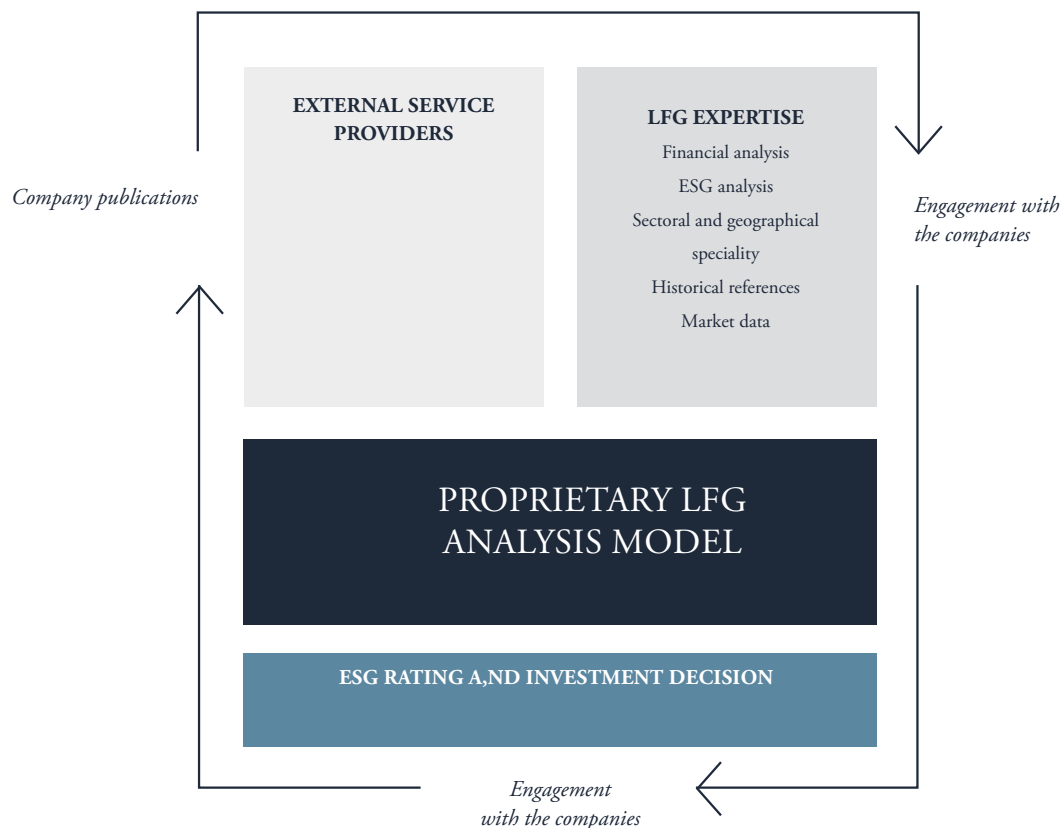 EXTERNAL SERVICE
PROVIDERS
LFG EXPERTISE
Financial analysis
ESG analysis
Sectoral and geographical
speciality
Historical references
Market data
Company publications
Engagement with
the companies
PROPRIETARY LFG
ANALYSIS MODEL
ESG RATING A,ND INVESTMENT DECISION
Engagement
with the companies